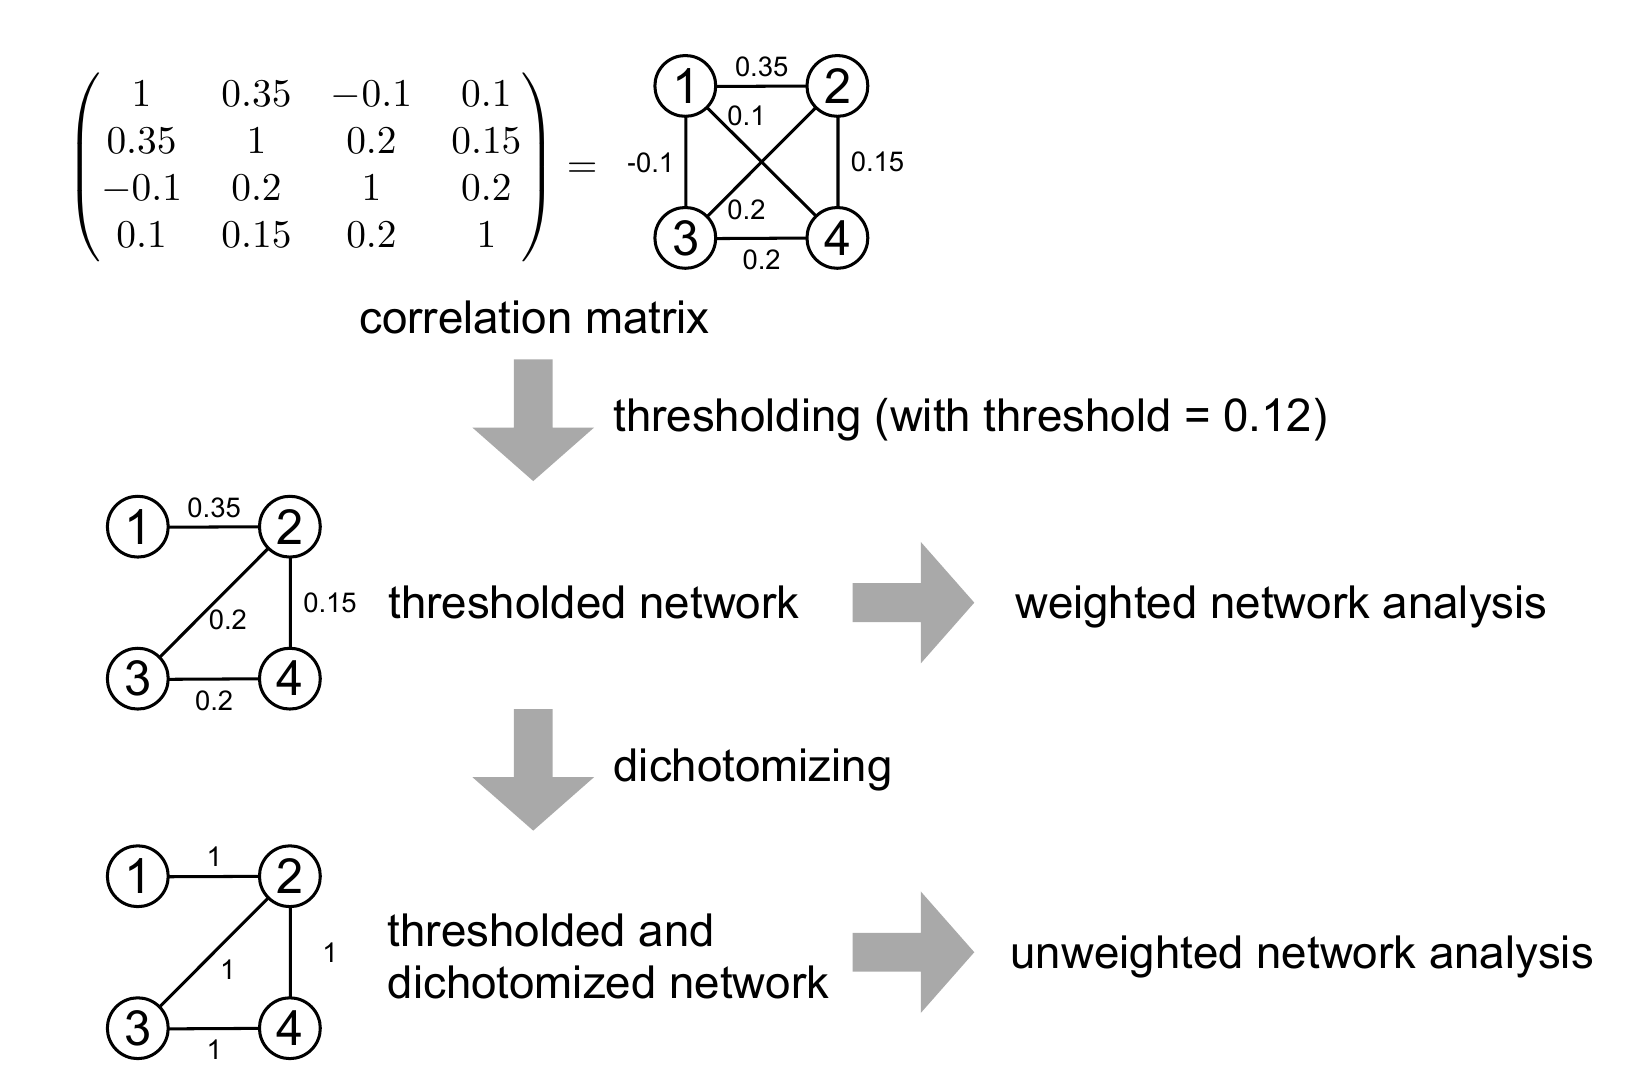 1 0.35 −0.1 0.1
0.35 1 0.2 0.15
−0.1 0.2 1 0.2
0.1 0.15 0.2 1
=
1 0.35 2
0.1
-0.1 0.15
0.2
3 4
0.2
correlation matrix
thresholding (with threshold = 0.12)
1 0.35 2
0.15
0.2
3 4
0.2
thresholded network
weighted network analysis
dichotomizing
1 1 2
1
1
3 4
1
thresholded and
dichotomized network
unweighted network analysis